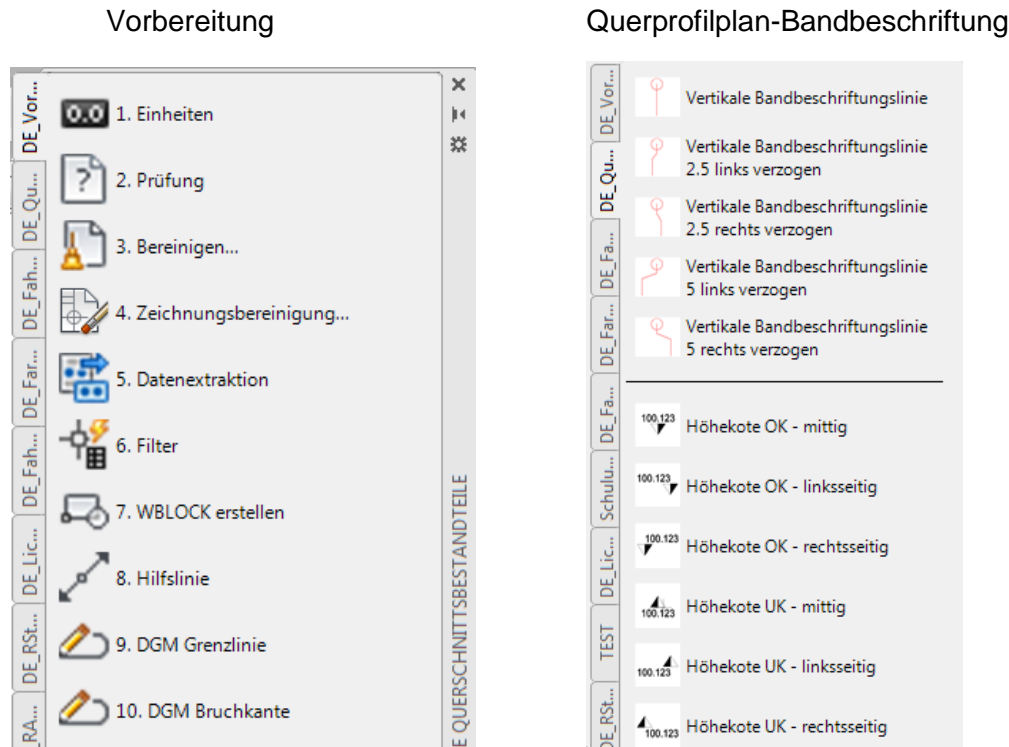 Vorbereitung
DE_Vor...
DE_Qu...
DE_Fah...
DE_Far...
DE_Fah...
DE_Lic...
DE_RSt...
RA...
0.0 1. Einheiten
2. Prüfung
3. Bereinigen...
4. Zeichnungsbereinigung...
5. Datenextraktion
6. Filter
7. WBLOCK erstellen
8. Hilfslinie
9. DGM Grenzlinie
10. DGM Bruchkante
E QUERSCHNITTSBESTANDTEILE
Querprofilplan-Bandbeschriftung
DE_Vor...
DE_Qu...
DE_Fa...
DE_Far...
DE_Fa...
Schulu...
DE_Lic...
TEST
DE_RSt...
Vertikale Bandbeschriftungslinie
Vertikale Bandbeschriftungslinie
2.5 links verzogen
Vertikale Bandbeschriftungslinie
2.5 rechts verzogen
Vertikale Bandbeschriftungslinie
5 links verzogen
Vertikale Bandbeschriftungslinie
5 rechts verzogen
100.123 Höhekote OK - mittig
100.123 Höhekote OK - linksseitig
100.123 Höhekote OK - rechtsseitig
100.123 Höhekote UK - mittig
100.123 Höhekote UK - linksseitig
100.123 Höhekote UK - rechtsseitig